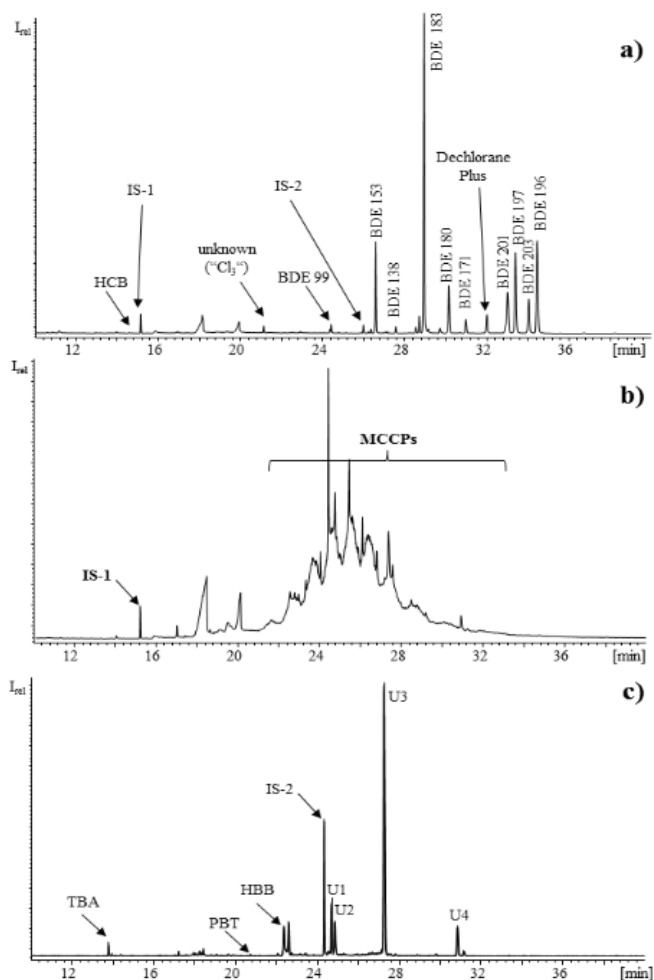 I_rel
a)
BDE 183
IS-1
HCB
unknown
("Cl₃")
BDE 99
IS-2
BDE 153
BDE 138
BDE 180
BDE 171
Dechlorane
Plus
BDE 201
BDE 197
BDE 203
BDE 196
12 16 20 24 28 32 36 [min]
I_rel
b)
MCCPs
IS-1
12 16 20 24 28 32 36 [min]
I_rel
c)
U3
IS-2
TBA
PBT
HBB
U1
U2
U4
12 16 20 24 28 32 36 [min]